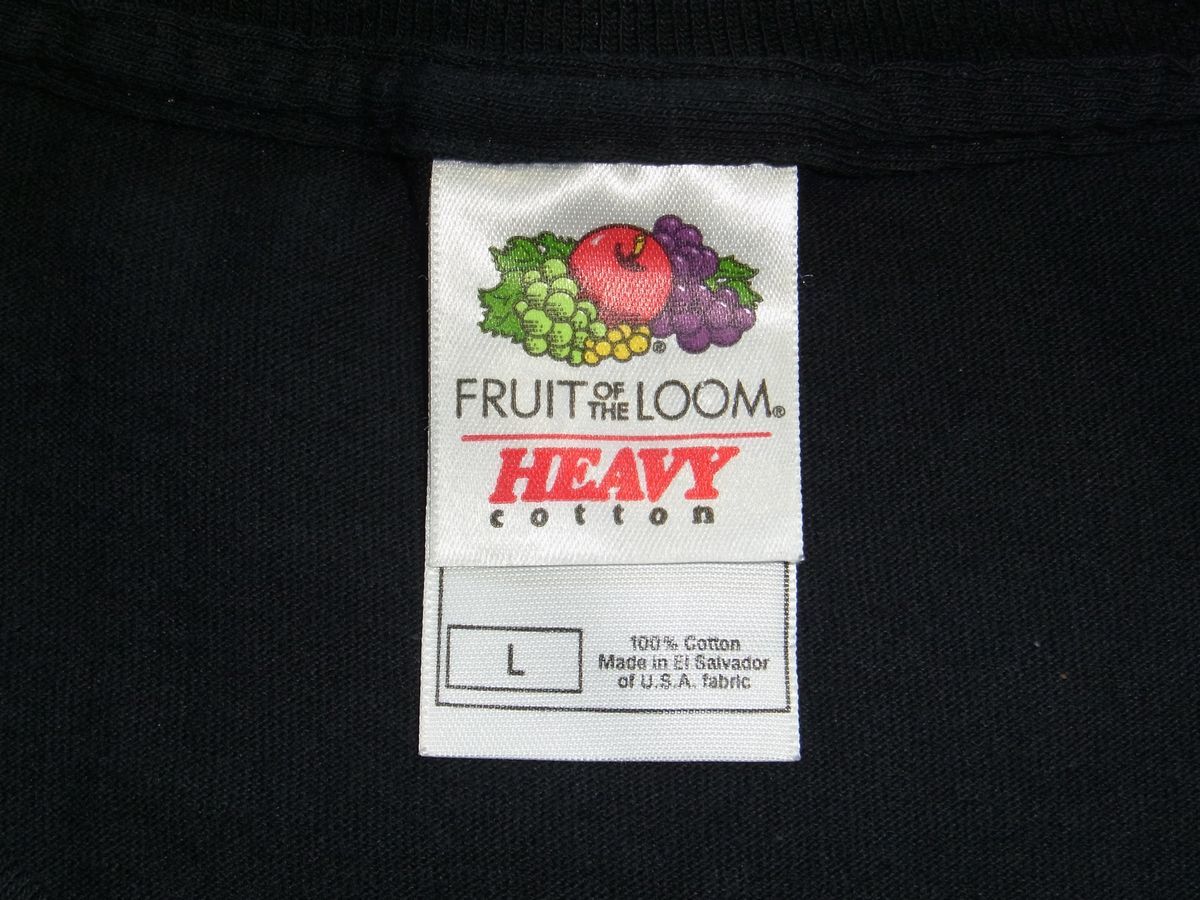 ®
FRUIT OF THE LOOM®
HEAVY
cotton
L
100% Cotton
Made in El Salvador
of U.S.A. fabric